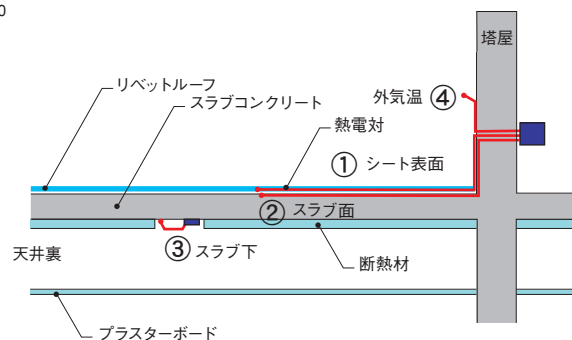 0
塔屋
リベットルーフ
スラブコンクリート
外気温 ④
熱電対
① シート表面
② スラブ面
③ スラブ下
天井裏
断熱材
プラスターボード